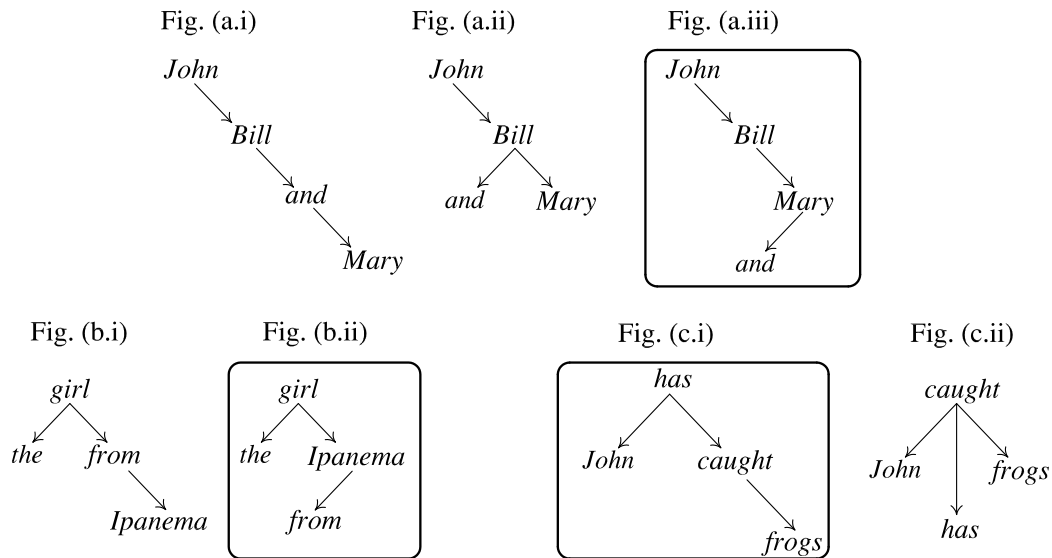 Fig. (a.i) Fig. (a.ii) Fig. (a.iii)
John John John
Bill Bill Bill
and and Mary Mary
Mary and
Fig. (b.i) Fig. (b.ii) Fig. (c.i) Fig. (c.ii)
girl girl has caught
the from the Ipanema John caught John frogs
Ipanema from frogs has